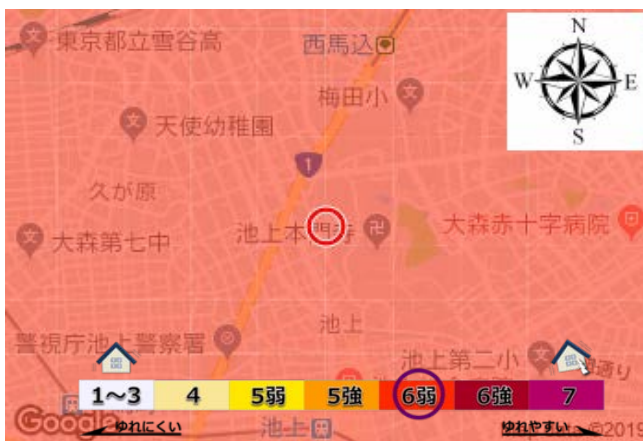 東京都立雪谷高
西馬込
N
W
E
S
梅田小
天使幼稚園
1
久が原
大森第七中
池上本門寺
大森赤十字病院
池上
警視庁池上警察署
池上第二小
通り
1~3 4 5弱 5強 6弱 6強 7
Google
ゆれにくい
池上
ゆれやすい
©2019